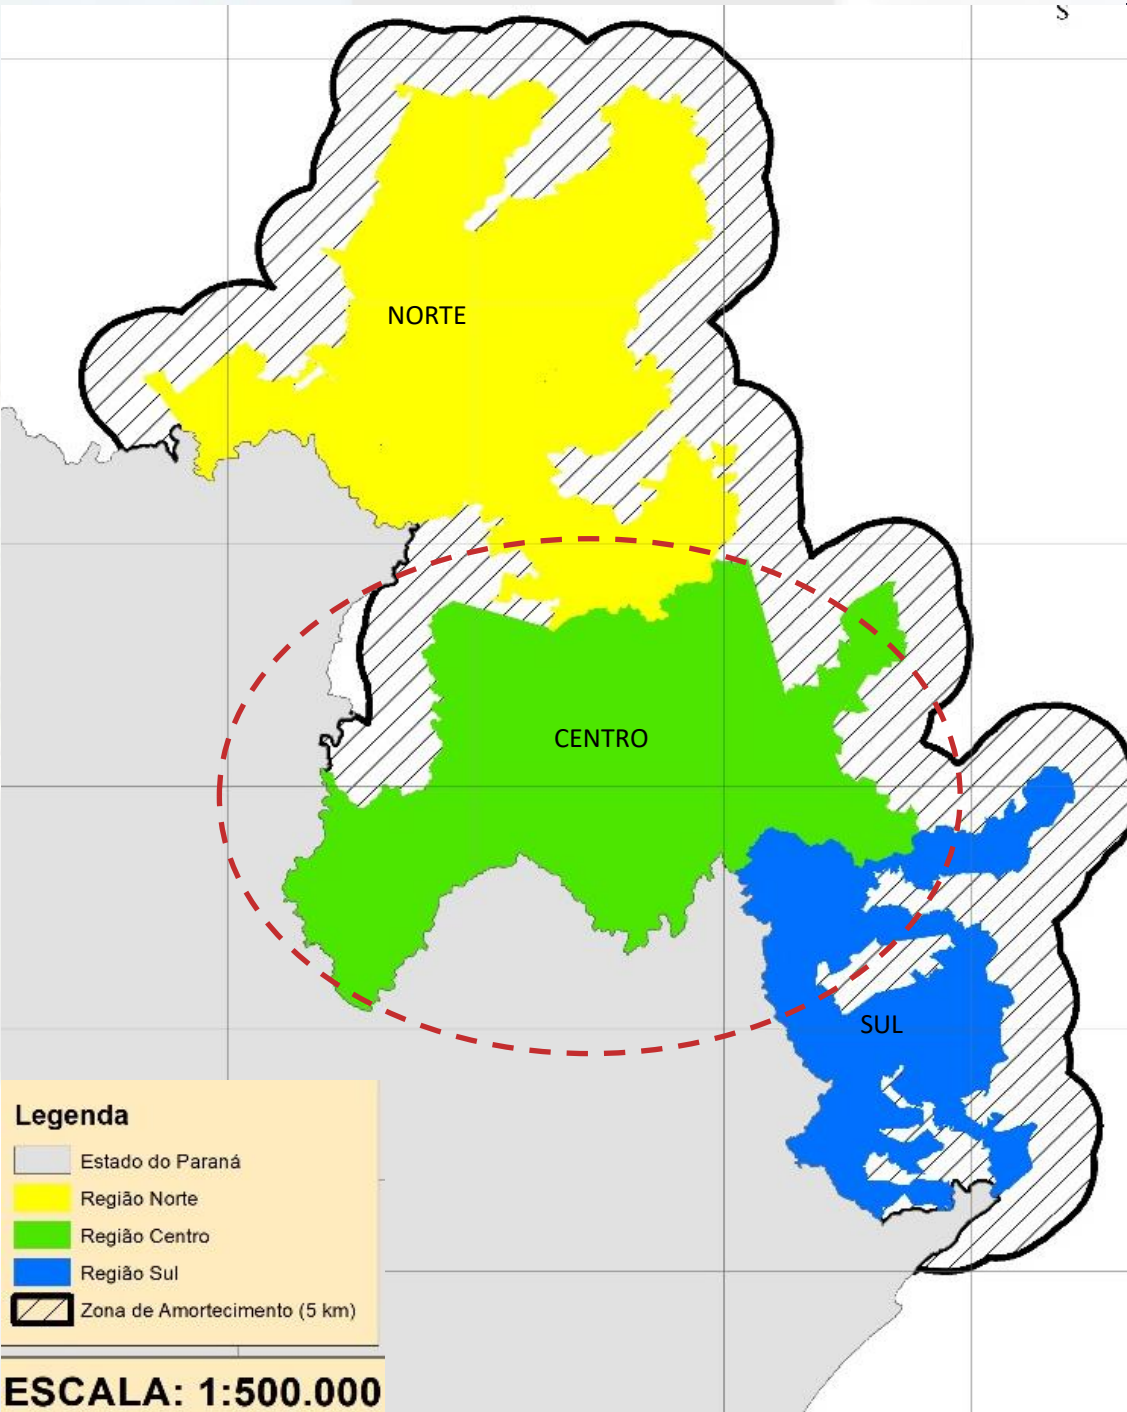 S
NORTE
CENTRO
SUL
Legenda
Estado do Paraná
Região Norte
Região Centro
Região Sul
Zona de Amortecimento (5 km)
ESCALA: 1:500.000